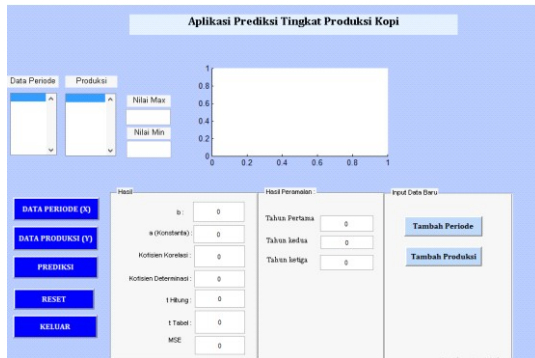 Aplikasi Prediksi Tingkat Produksi Kopi
Data Periode
Produksi
Nilai Max
Nilai Min
1
0.8
0.6
0.4
0.2
0
0 0.2 0.4 0.6 0.8 1
DATA PERIODE (X)
DATA PRODUKSI (Y)
PREDIKSI
RESET
KELUAR
Hasil
b : 0
a (Konstanta) : 0
Kofisien Korelasi : 0
Kofisien Determinasi : 0
t Hitung : 0
t Tabel : 0
MSE 0
Hasil Peramalan
Tahun Pertama 0
Tahun kedua 0
Tahun ketiga 0
Input Data Baru
Tambah Periode
Tambah Produksi